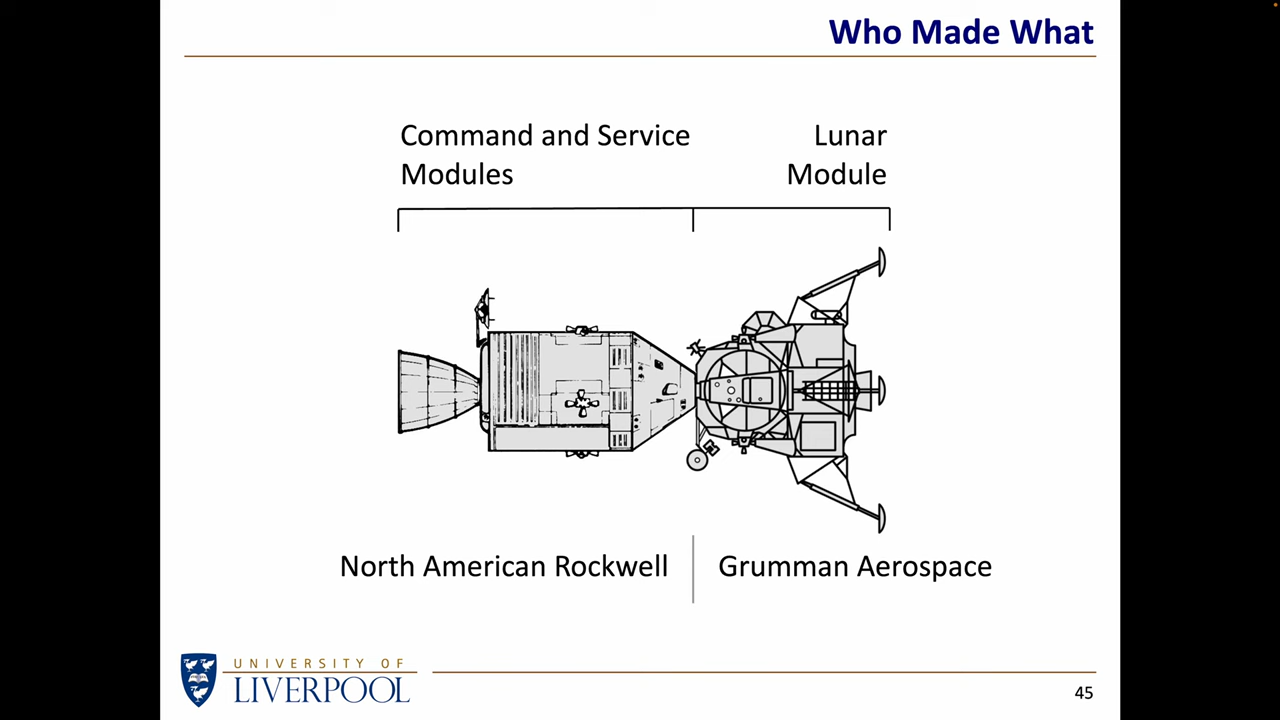 Who Made What
Command and Service
Modules
Lunar
Module
North American Rockwell
Grumman Aerospace
UNIVERSITY OF
LIVERPOOL
45